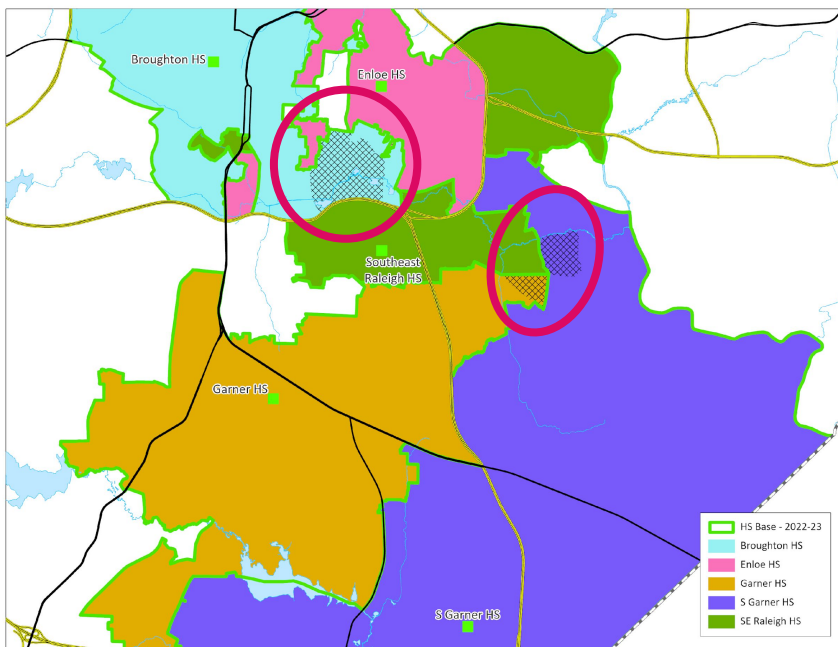 Broughton HS
Enloe HS
Southeast
Raleigh HS
Garner HS
S Garner HS
HS Base - 2022-23
Broughton HS
Enloe HS
Garner HS
S Garner HS
SE Raleigh HS